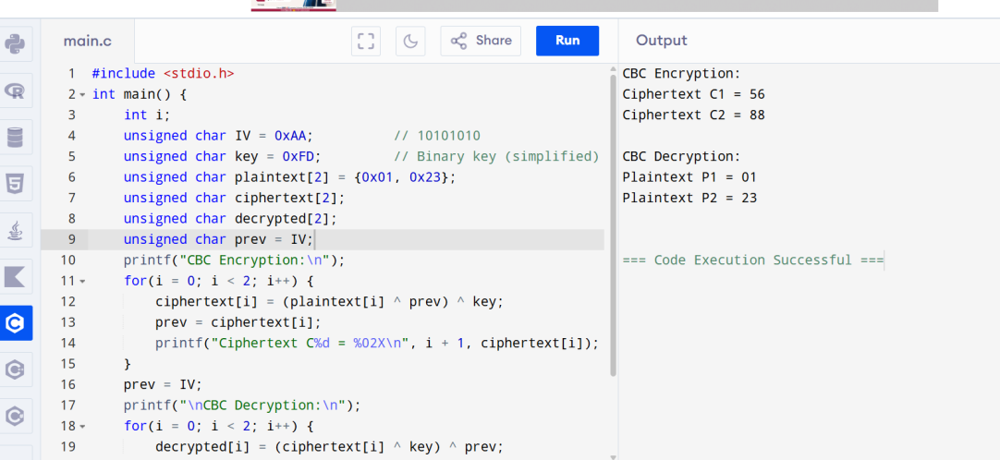 main.c
Share
Run
Output
1 #include <stdio.h>
2 int main() {
3 int i;
4 unsigned char IV = 0xAA; // 10101010
5 unsigned char key = 0xFD; // Binary key (simplified)
6 unsigned char plaintext[2] = {0x01, 0x23};
7 unsigned char ciphertext[2];
8 unsigned char decrypted[2];
9 unsigned char prev = IV;
10 printf("CBC Encryption:\n");
11 for(i = 0; i < 2; i++) {
12 ciphertext[i] = (plaintext[i] ^ prev) ^ key;
13 prev = ciphertext[i];
14 printf("Ciphertext C%d = %02X\n", i + 1, ciphertext[i]);
15 }
16 prev = IV;
17 printf("\nCBC Decryption:\n");
18 for(i = 0; i < 2; i++) {
19 decrypted[i] = (ciphertext[i] ^ key) ^ prev;
CBC Encryption:
Ciphertext C1 = 56
Ciphertext C2 = 88
CBC Decryption:
Plaintext P1 = 01
Plaintext P2 = 23
=== Code Execution Successful ===